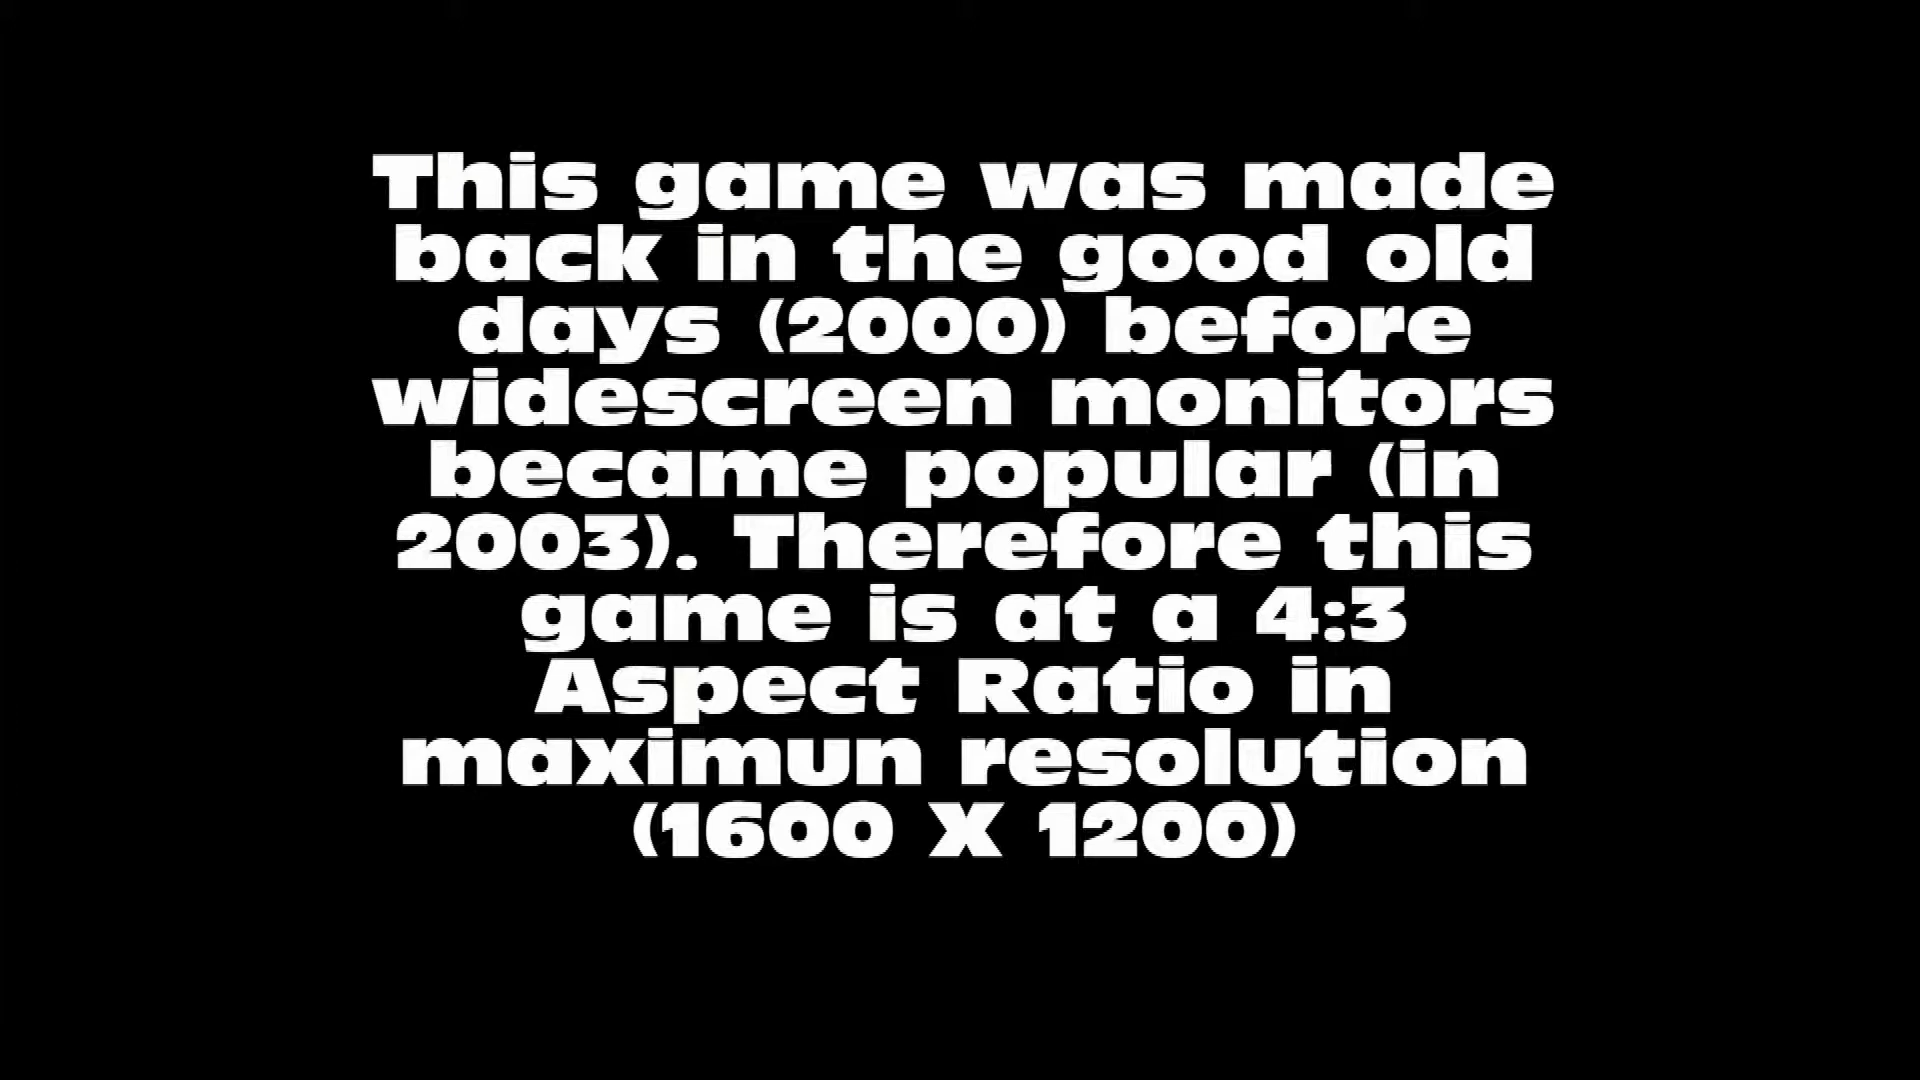 This game was made
back in the good old
days (2000) before
widescreen monitors
became popular (in
2003). Therefore this
game is at a 4:3
Aspect Ratio in
maximun resolution
(1600 X 1200)